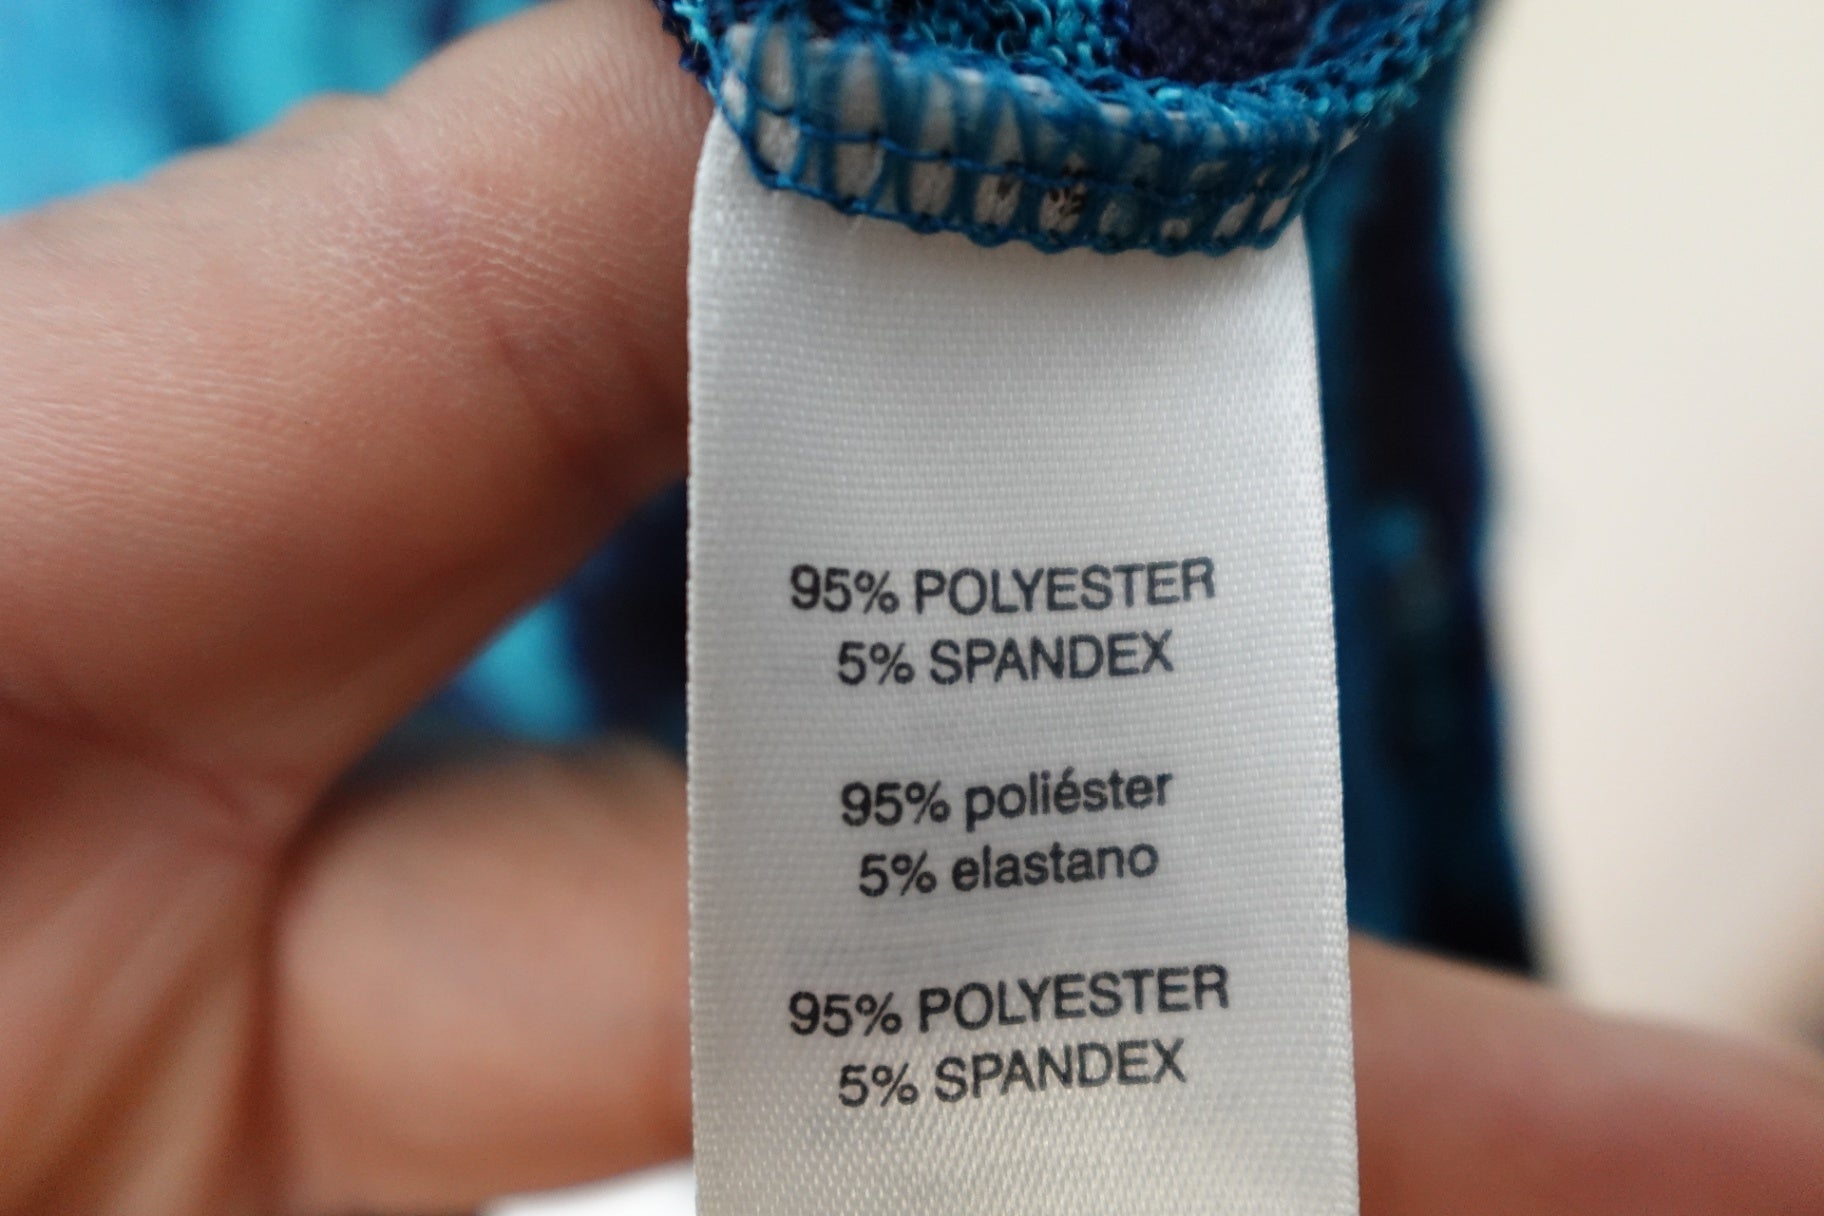 95% POLYESTER
5% SPANDEX
95% poliéster
5% elastano
95% POLYESTER
5% SPANDEX